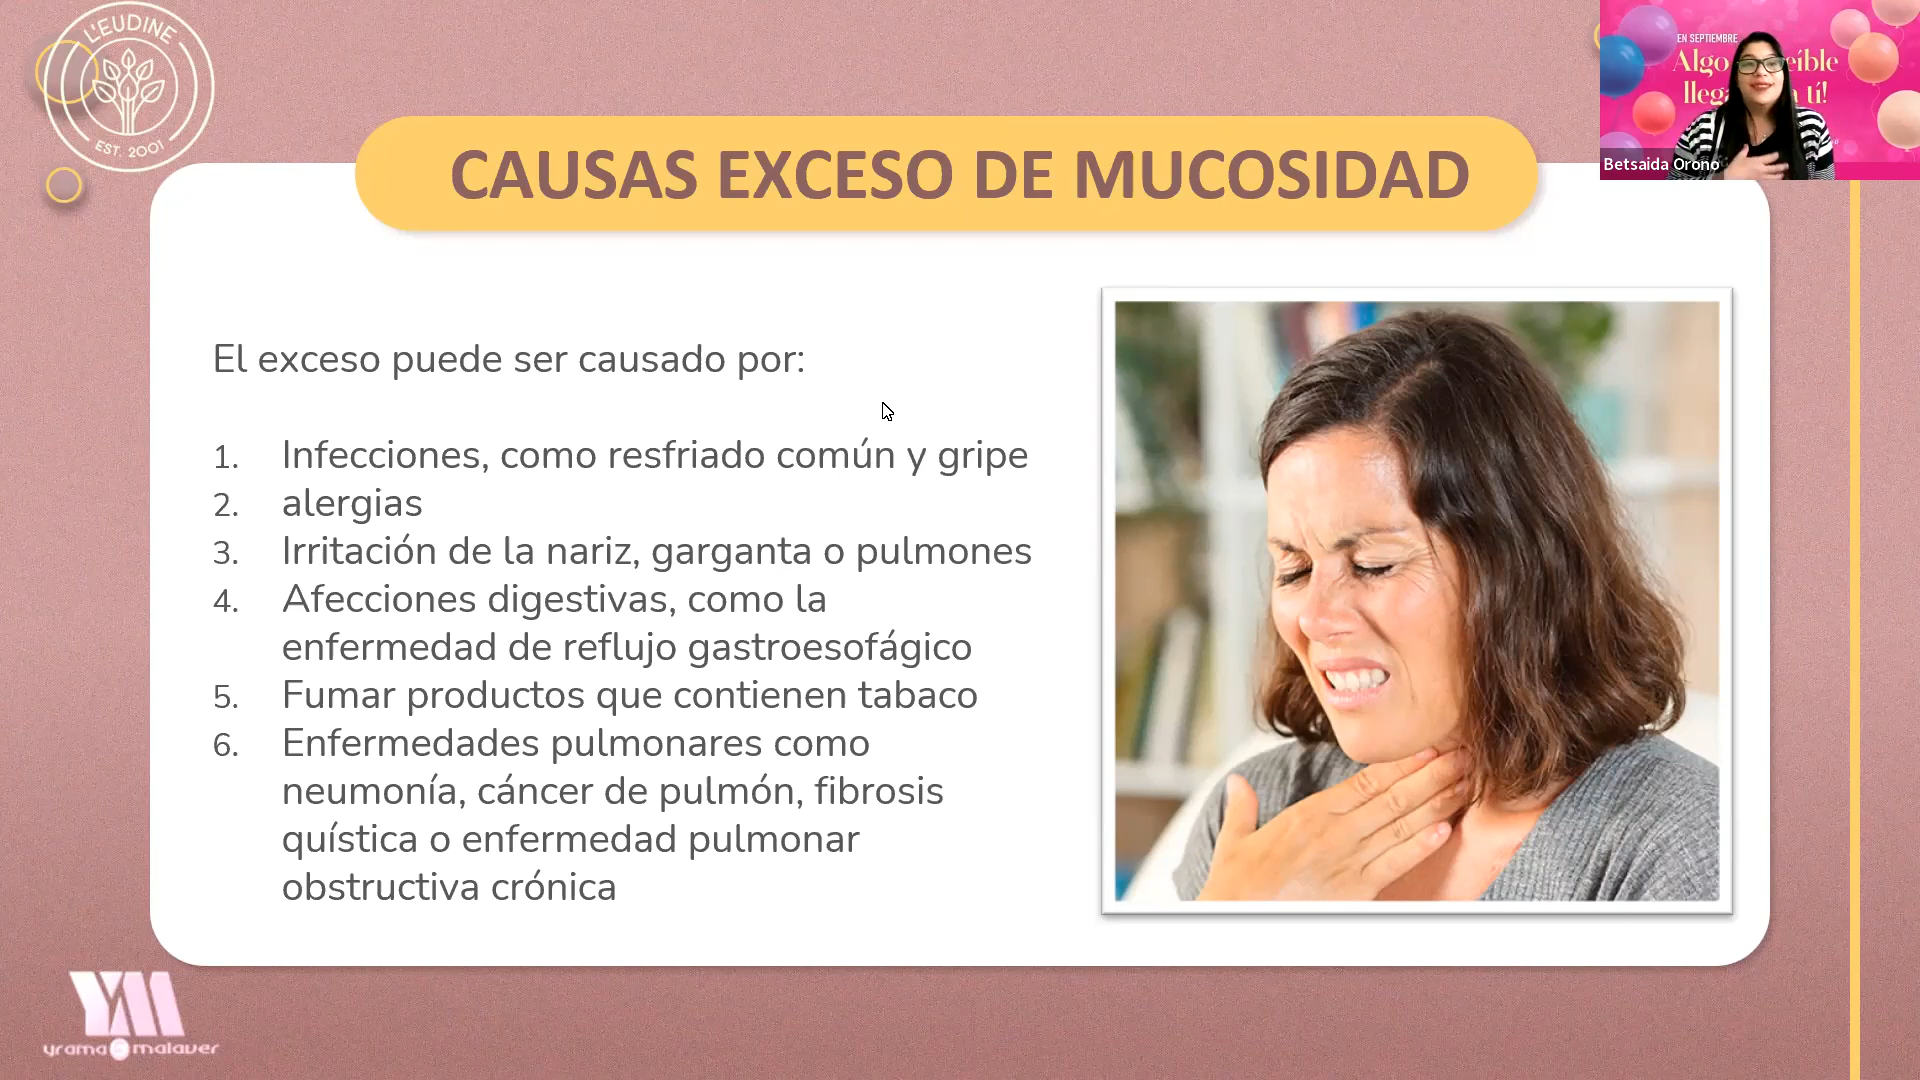 L'EUDINE
EST. 2001
EN SEPTIEMBRE
Algo
eíble
lleg
tí!
Betsaida Orono
CAUSAS EXCESO DE MUCOSIDAD
El exceso puede ser causado por:
1. Infecciones, como resfriado común y gripe
2. alergias
3. Irritación de la nariz, garganta o pulmones
4. Afecciones digestivas, como la
enfermedad de reflujo gastroesofágico
5. Fumar productos que contienen tabaco
6. Enfermedades pulmonares como
neumonía, cáncer de pulmón, fibrosis
quística o enfermedad pulmonar
obstructiva crónica
YM
yrama malaver